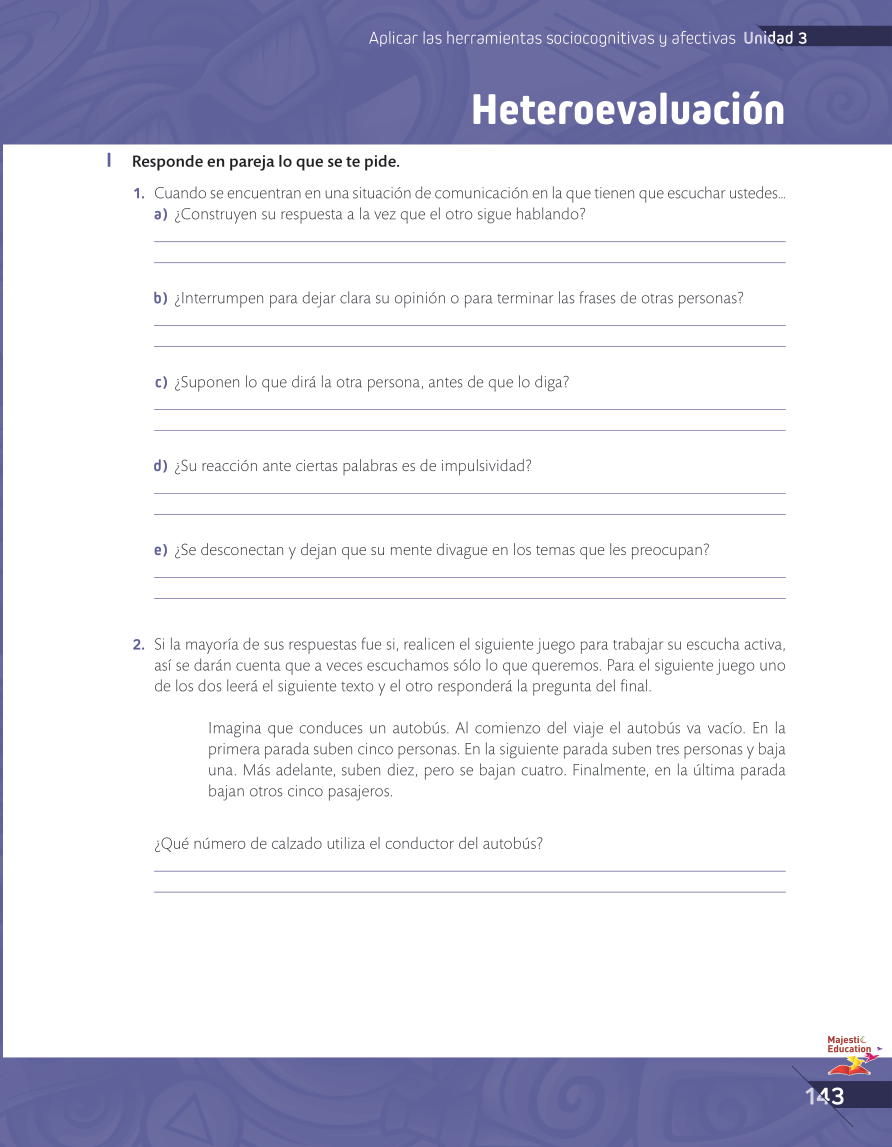 Aplicar las herramientas sociocognitivas y afectivas Unidad 3
Heteroevaluación
I Responde en pareja lo que se te pide.
1. Cuando se encuentran en una situación de comunicación en la que tienen que escuchar ustedes...
a) ¿Construyen su respuesta a la vez que el otro sigue hablando?
b) ¿Interrumpen para dejar clara su opinión o para terminar las frases de otras personas?
c) ¿Suponen lo que dirá la otra persona, antes de que lo diga?
d) ¿Su reacción ante ciertas palabras es de impulsividad?
e) ¿Se desconectan y dejan que su mente divague en los temas que les preocupan?
2. Si la mayoría de sus respuestas fue si, realicen el siguiente juego para trabajar su escucha activa,
así se darán cuenta que a veces escuchamos sólo lo que queremos. Para el siguiente juego uno
de los dos leerá el siguiente texto y el otro responderá la pregunta del final.
Imagina que conduces un autobús. Al comienzo del viaje el autobús va vacío. En la
primera parada suben cinco personas. En la siguiente parada suben tres personas y baja
una. Más adelante, suben diez, pero se bajan cuatro. Finalmente, en la última parada
bajan otros cinco pasajeros.
¿Qué número de calzado utiliza el conductor del autobús?
Majestic
Education
143